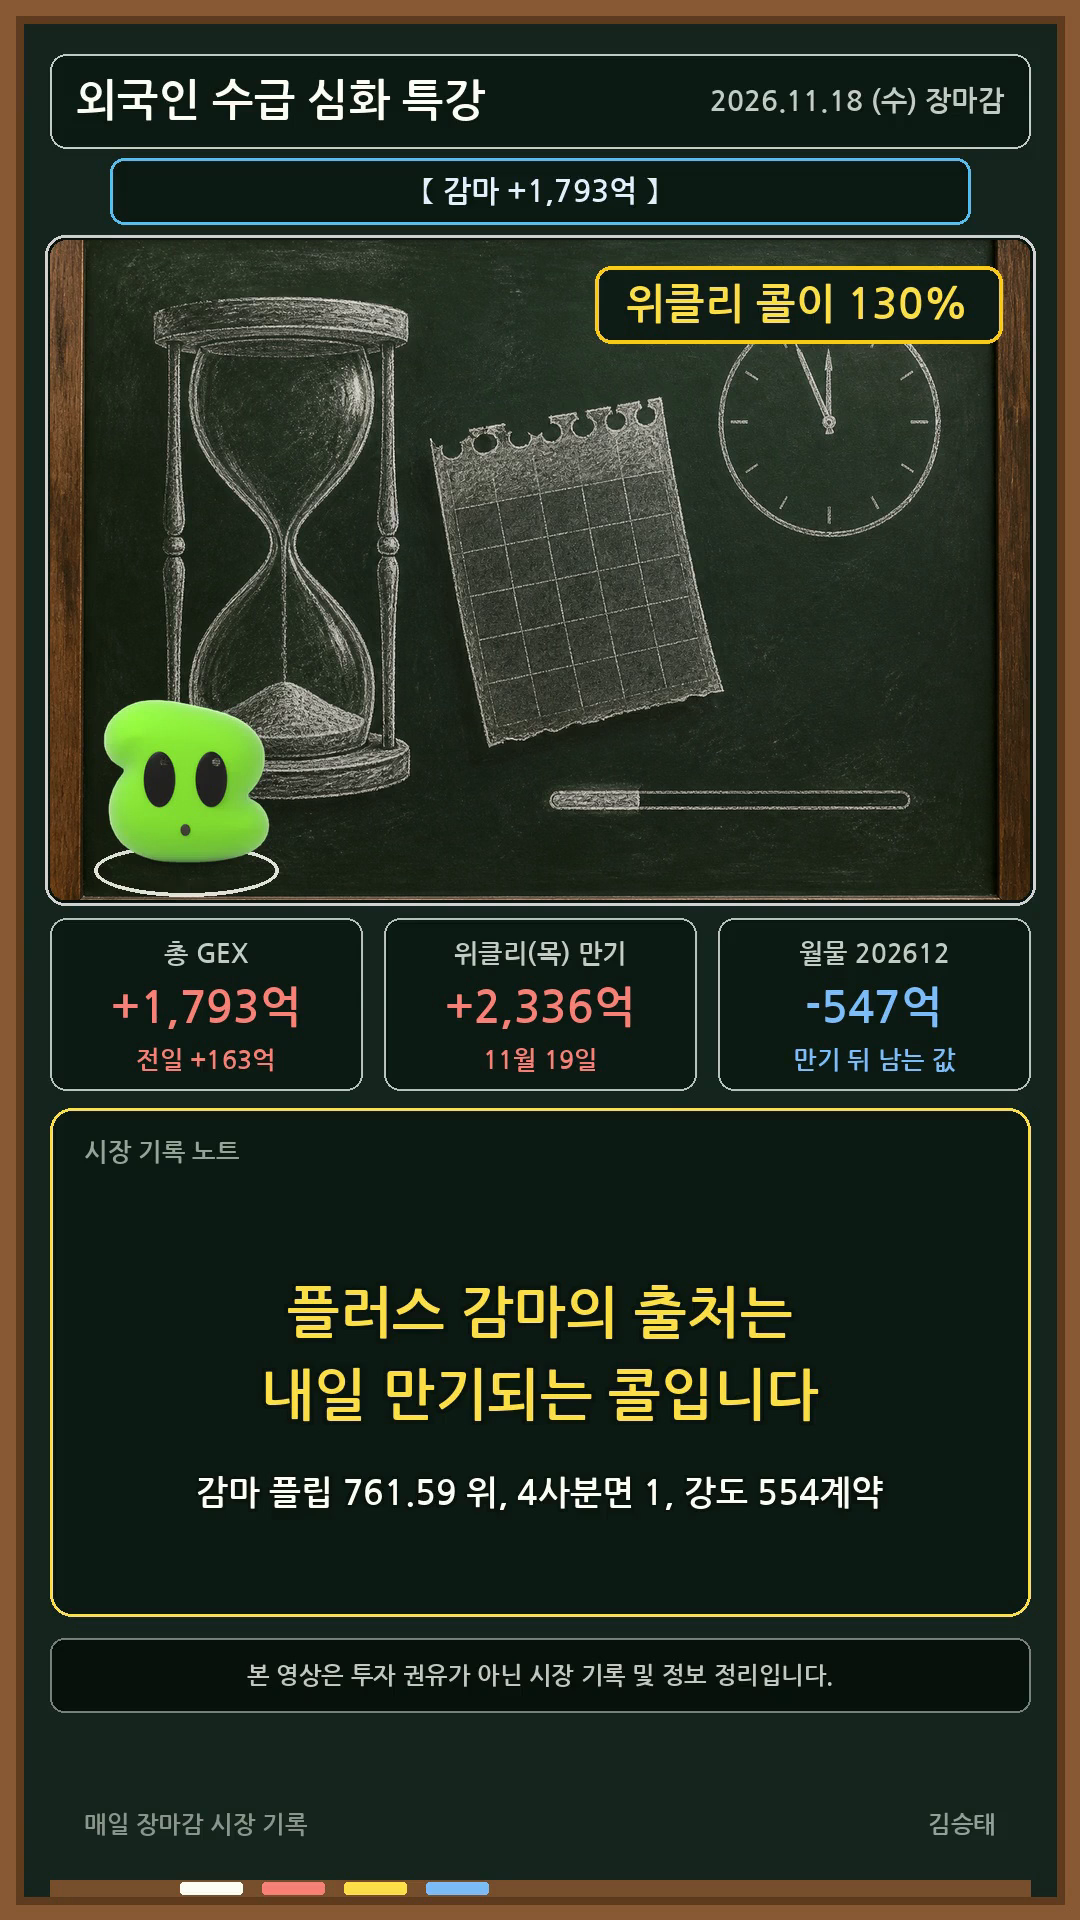 외국인 수급 심화 특강
2026.11.18 (수) 장마감
【 감마 +1,793억 】
위클리 콜이 130%
총 GEX
+1,793억
전일 +163억
위클리(목) 만기
+2,336억
11월 19일
월물 202612
-547억
만기 뒤 남는 값
시장 기록 노트
플러스 감마의 출처는
내일 만기되는 콜입니다
감마 플립 761.59 위, 4사분면 1, 강도 554계약
본 영상은 투자 권유가 아닌 시장 기록 및 정보 정리입니다.
매일 장마감 시장 기록
김승태